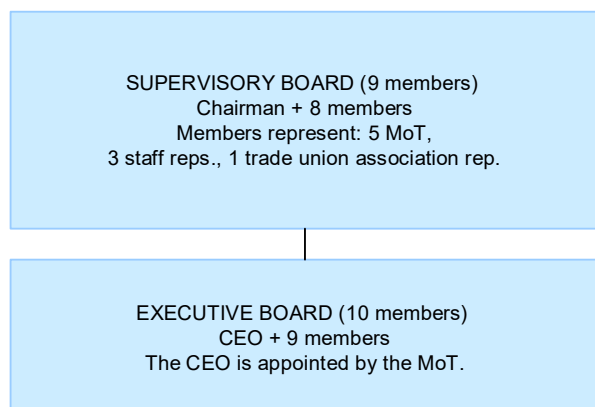 SUPERVISORY BOARD (9 members)
Chairman + 8 members
Members represent: 5 MoT,
3 staff reps., 1 trade union association rep.
EXECUTIVE BOARD (10 members)
CEO + 9 members
The CEO is appointed by the MoT.